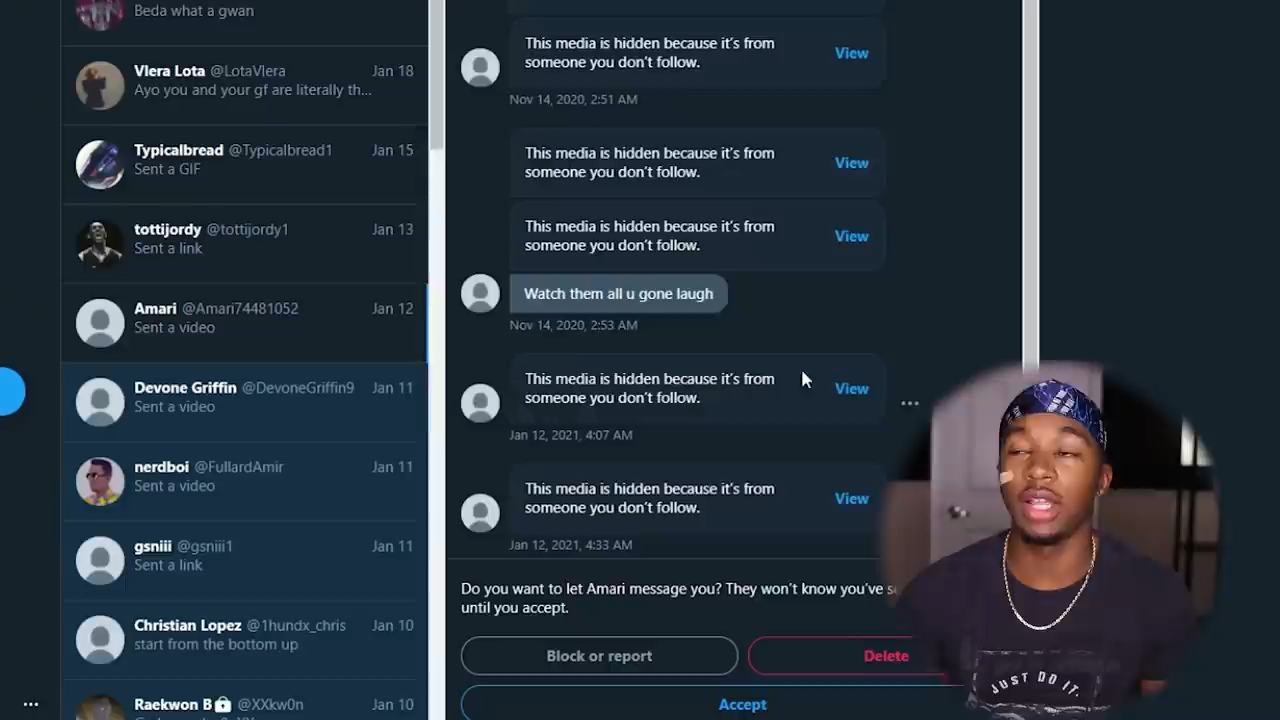 Beda what a gwan
Vlera Lota @LotaVlera Jan 18
Ayo you and your gf are literally th...
Typicalbread @Typicalbread1 Jan 15
Sent a GIF
tottijordy @tottijordy1 Jan 13
Sent a link
Amari @Amari74481052 Jan 12
Sent a video
Devone Griffin @DevoneGriffin9 Jan 11
Sent a video
nerdboi @FullardAmir Jan 11
Sent a video
gsniii @gsniii1 Jan 11
Sent a link
Christian Lopez @1hundx_chris Jan 10
start from the bottom up
Raekwon B @XXkw0n Jan 10
This media is hidden because it's from
someone you don't follow.
View
Nov 14, 2020, 2:51 AM
This media is hidden because it's from
someone you don't follow.
View
This media is hidden because it's from
someone you don't follow.
View
Watch them all u gone laugh
Nov 14, 2020, 2:53 AM
This media is hidden because it's from
someone you don't follow.
View
Jan 12, 2021, 4:07 AM
This media is hidden because it's from
someone you don't follow.
View
Jan 12, 2021, 4:33 AM
Do you want to let Amari message you? They won't know you've
until you accept.
Block or report
Delete
Accept
JUST DO IT.